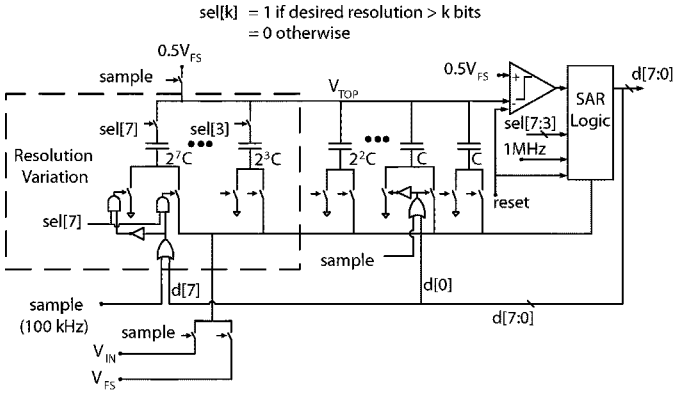 sel[k] = 1 if desired resolution > k bits
= 0 otherwise
0.5V_FS
sample
V_TOP
0.5V_FS
+
-
SAR Logic
d[7:0]
sel[7]
sel[3]
2^7C
2^3C
2^2C
C
C
sel[7:3]
1MHz
reset
Resolution Variation
sel[7]
sample
d[7]
d[0]
d[7:0]
sample
(100 kHz)
sample
V_IN
V_FS